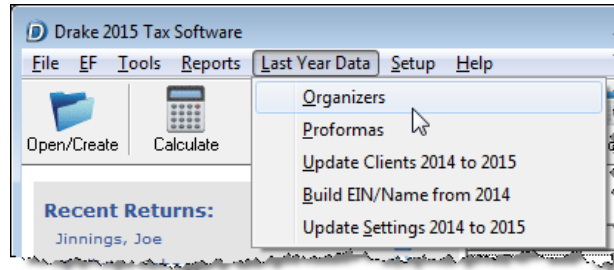 Drake 2015 Tax Software
File EF Tools Reports Last Year Data Setup Help
Open/Create Calculate
Organizers
Proformas
Update Clients 2014 to 2015
Build EIN/Name from 2014
Update Settings 2014 to 2015
Recent Returns:
Jinnings, Joe